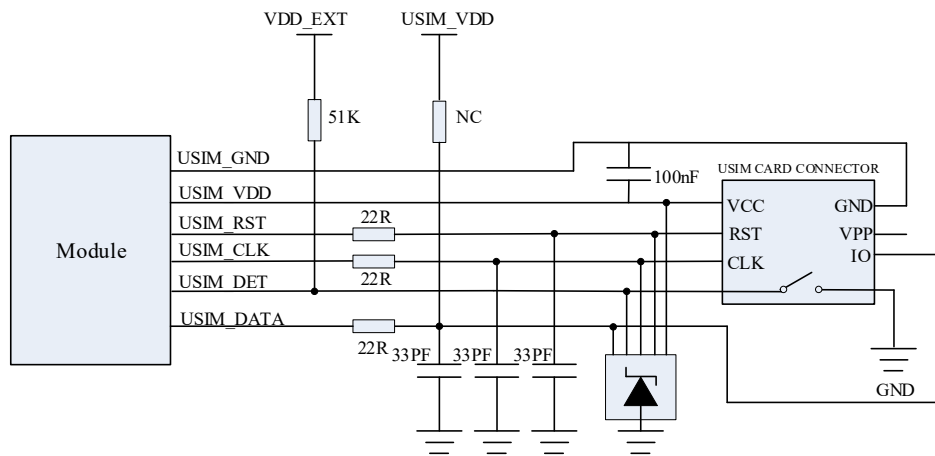 VDD_EXT
USIM_VDD
51K
NC
Module
USIM_GND
USIM_VDD
USIM_RST
USIM_CLK
USIM_DET
USIM_DATA
22R
22R
22R
100nF
USIM CARD CONNECTOR
VCC
GND
RST
VPP
CLK
IO
33PF
33PF
33PF
GND